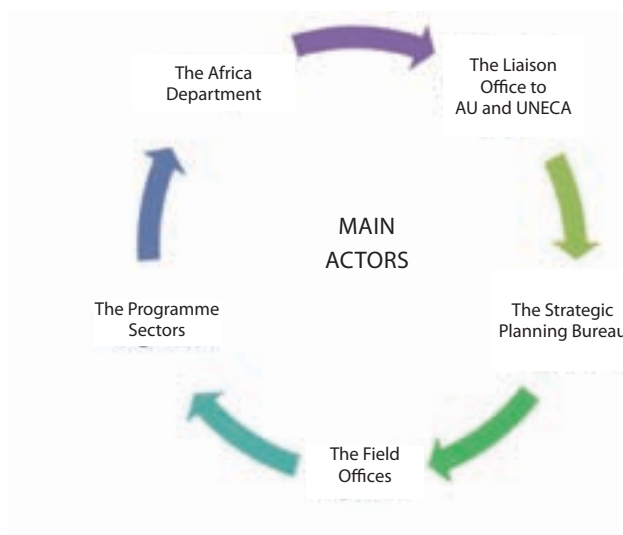 The Africa
Department
The Liaison
Office to
AU and UNECA
MAIN
ACTORS
The Strategic
Planning Bureau
The Field
Offices
The Programme
Sectors